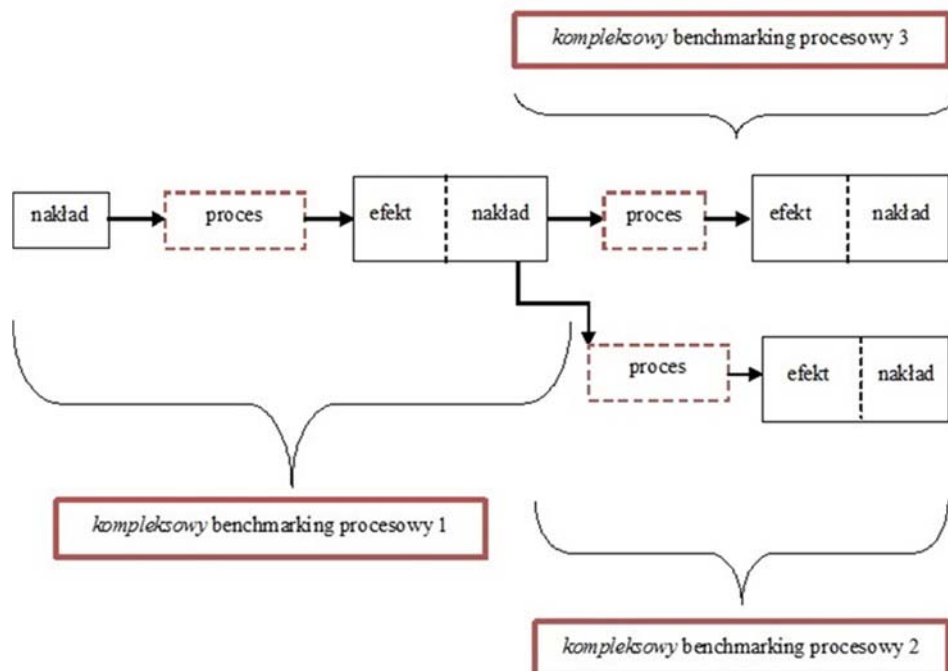 kompleksowy benchmarking procesowy 3
nakład proces efekt nakład proces efekt nakład
proces efekt nakład
kompleksowy benchmarking procesowy 1
kompleksowy benchmarking procesowy 2